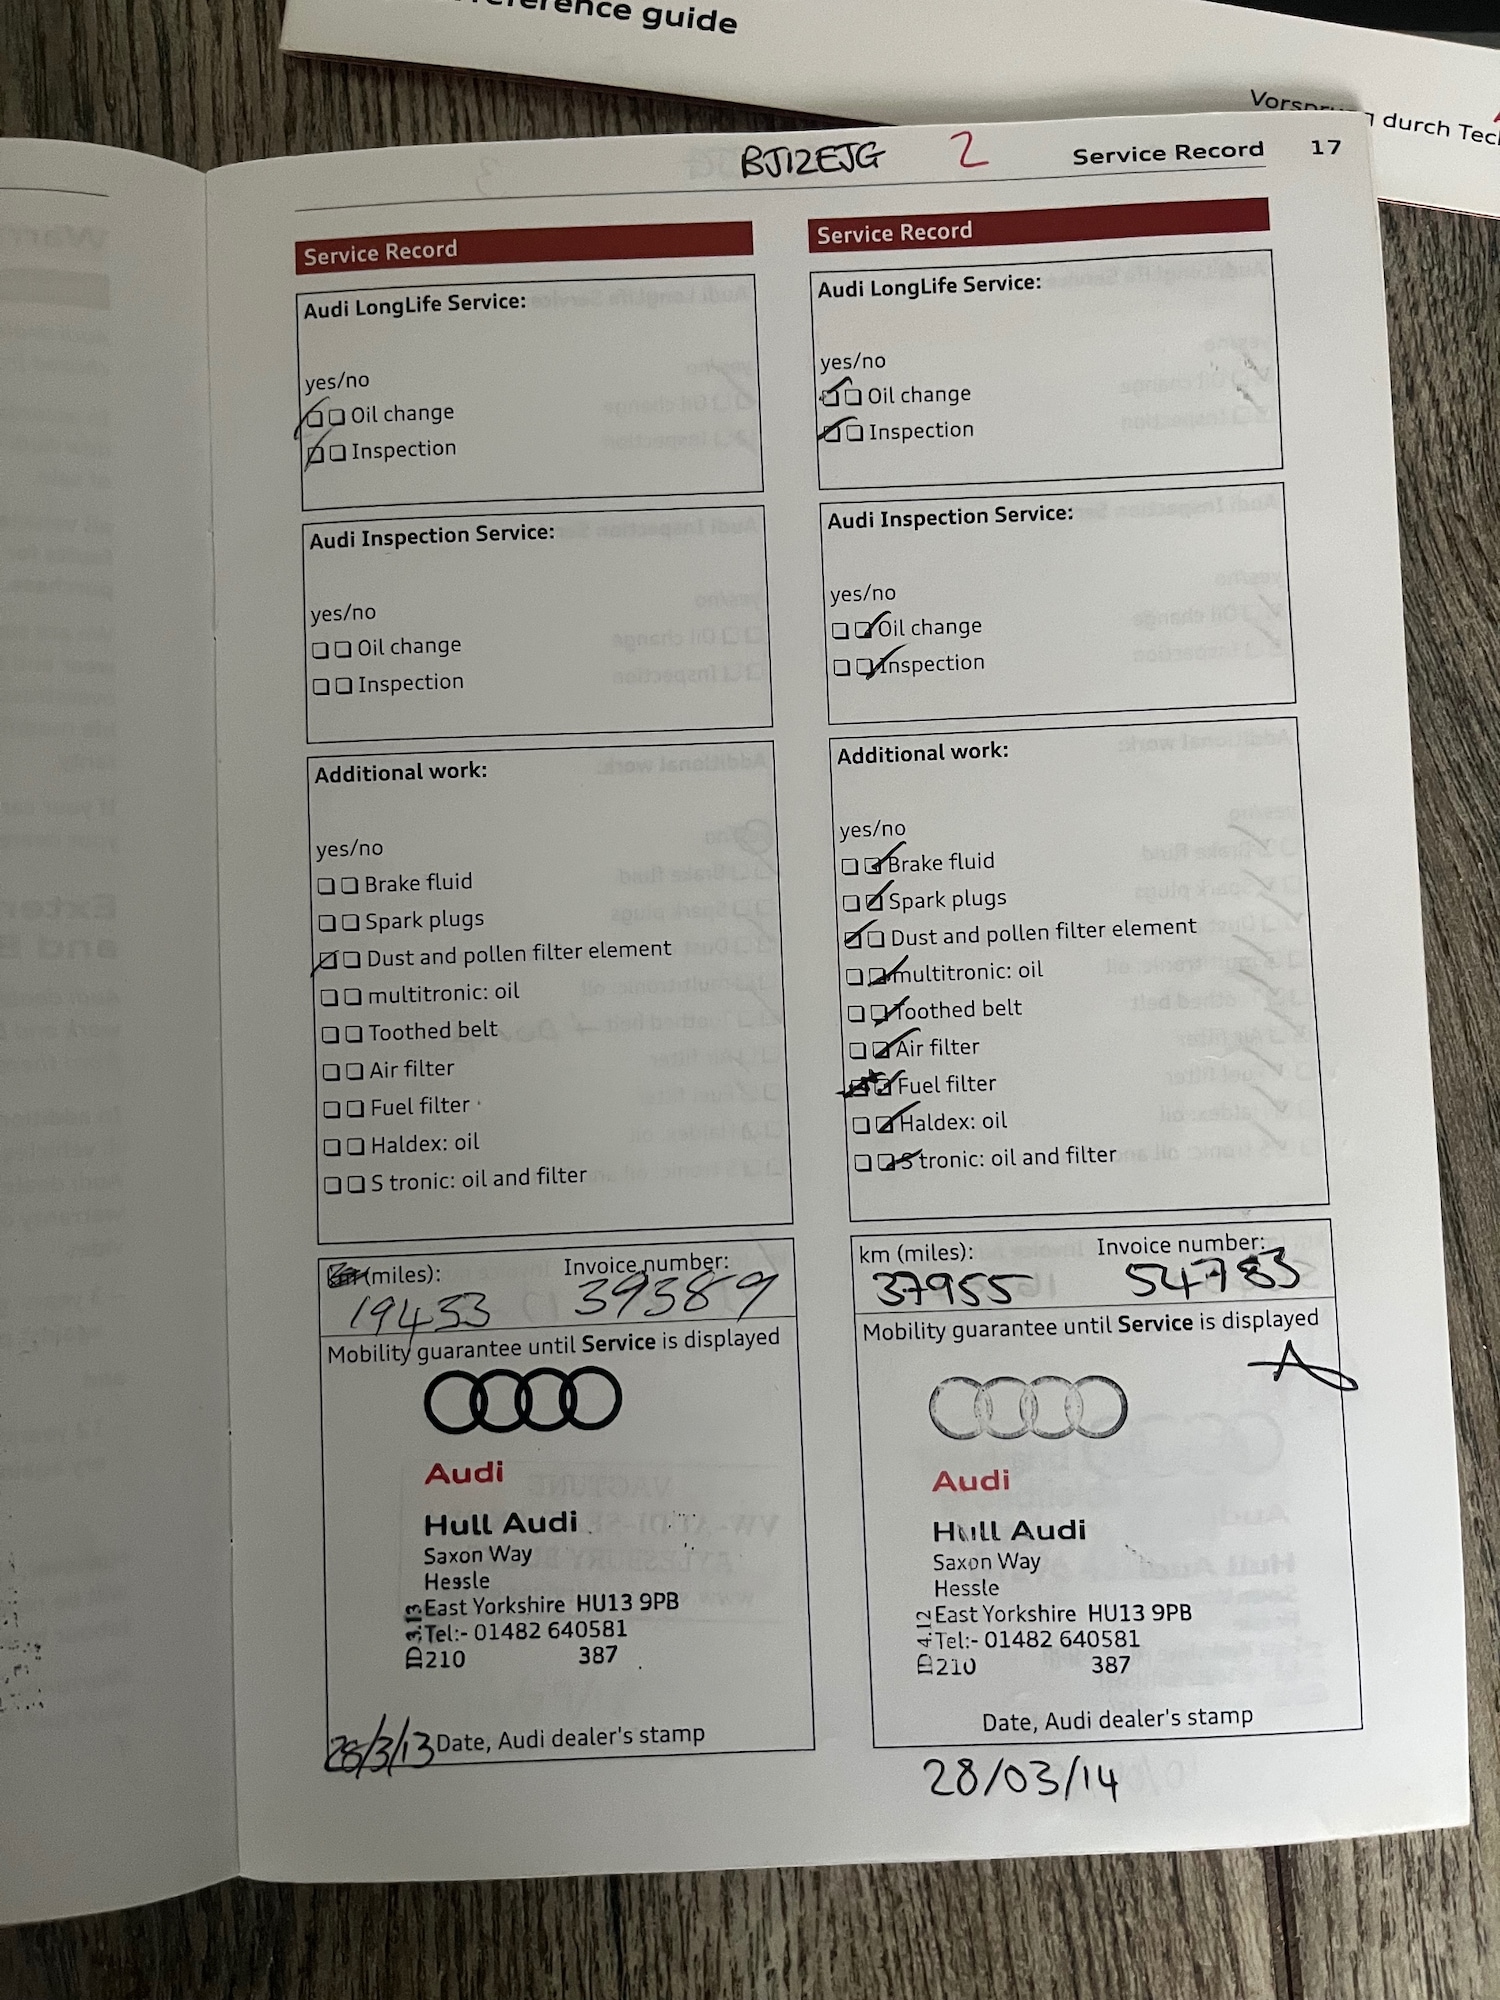 reference guide
durch Tec
BJ12EJG 2 Service Record 17
Service Record
Audi LongLife Service:
yes/no
Oil change
Inspection
Audi Inspection Service:
yes/no
Oil change
Inspection
Additional work:
yes/no
Brake fluid
Spark plugs
Dust and pollen filter element
multitronic: oil
Toothed belt
Air filter
Fuel filter
Haldex: oil
S tronic: oil and filter
km (miles): Invoice number:
19453 39389
Mobility guarantee until Service is displayed
Audi
Hull Audi
Saxon Way
Hessle
East Yorkshire HU13 9PB
Tel:- 01482 640581
210 387
28/3/13 Date, Audi dealer's stamp
Service Record
Audi LongLife Service:
yes/no
Oil change
Inspection
Audi Inspection Service:
yes/no
Oil change
Inspection
Additional work:
yes/no
Brake fluid
Spark plugs
Dust and pollen filter element
multitronic: oil
Toothed belt
Air filter
Fuel filter
Haldex: oil
S tronic: oil and filter
km (miles): Invoice number:
37955 54783
Mobility guarantee until Service is displayed
Audi
Hull Audi
Saxon Way
Hessle
East Yorkshire HU13 9PB
Tel:- 01482 640581
210 387
Date, Audi dealer's stamp
28/03/14